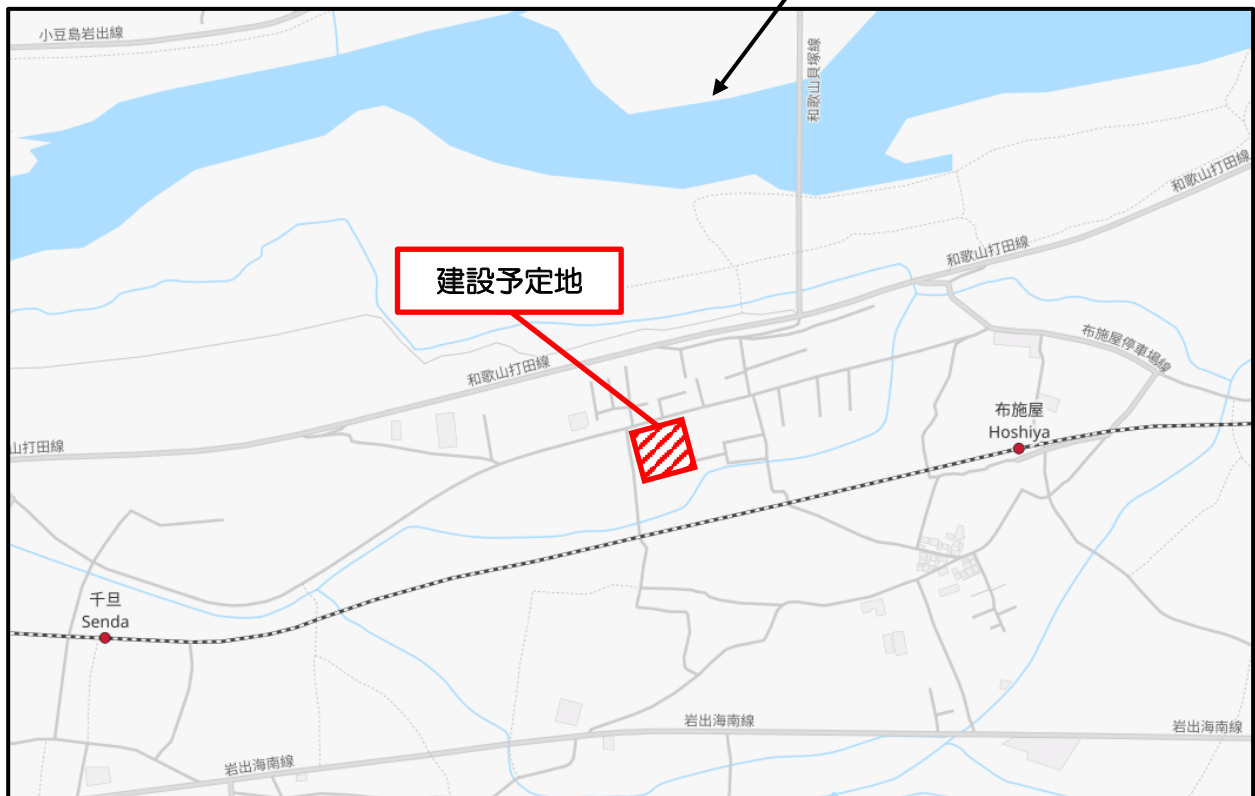 小豆島岩出線
和歌山貝塚線
和歌山打田線
和歌山打田線
建設予定地
布施屋停車場線
和歌山打田線
布施屋
Hoshiya
山打田線
千旦
Senda
岩出海南線
岩出海南線
岩出海南線